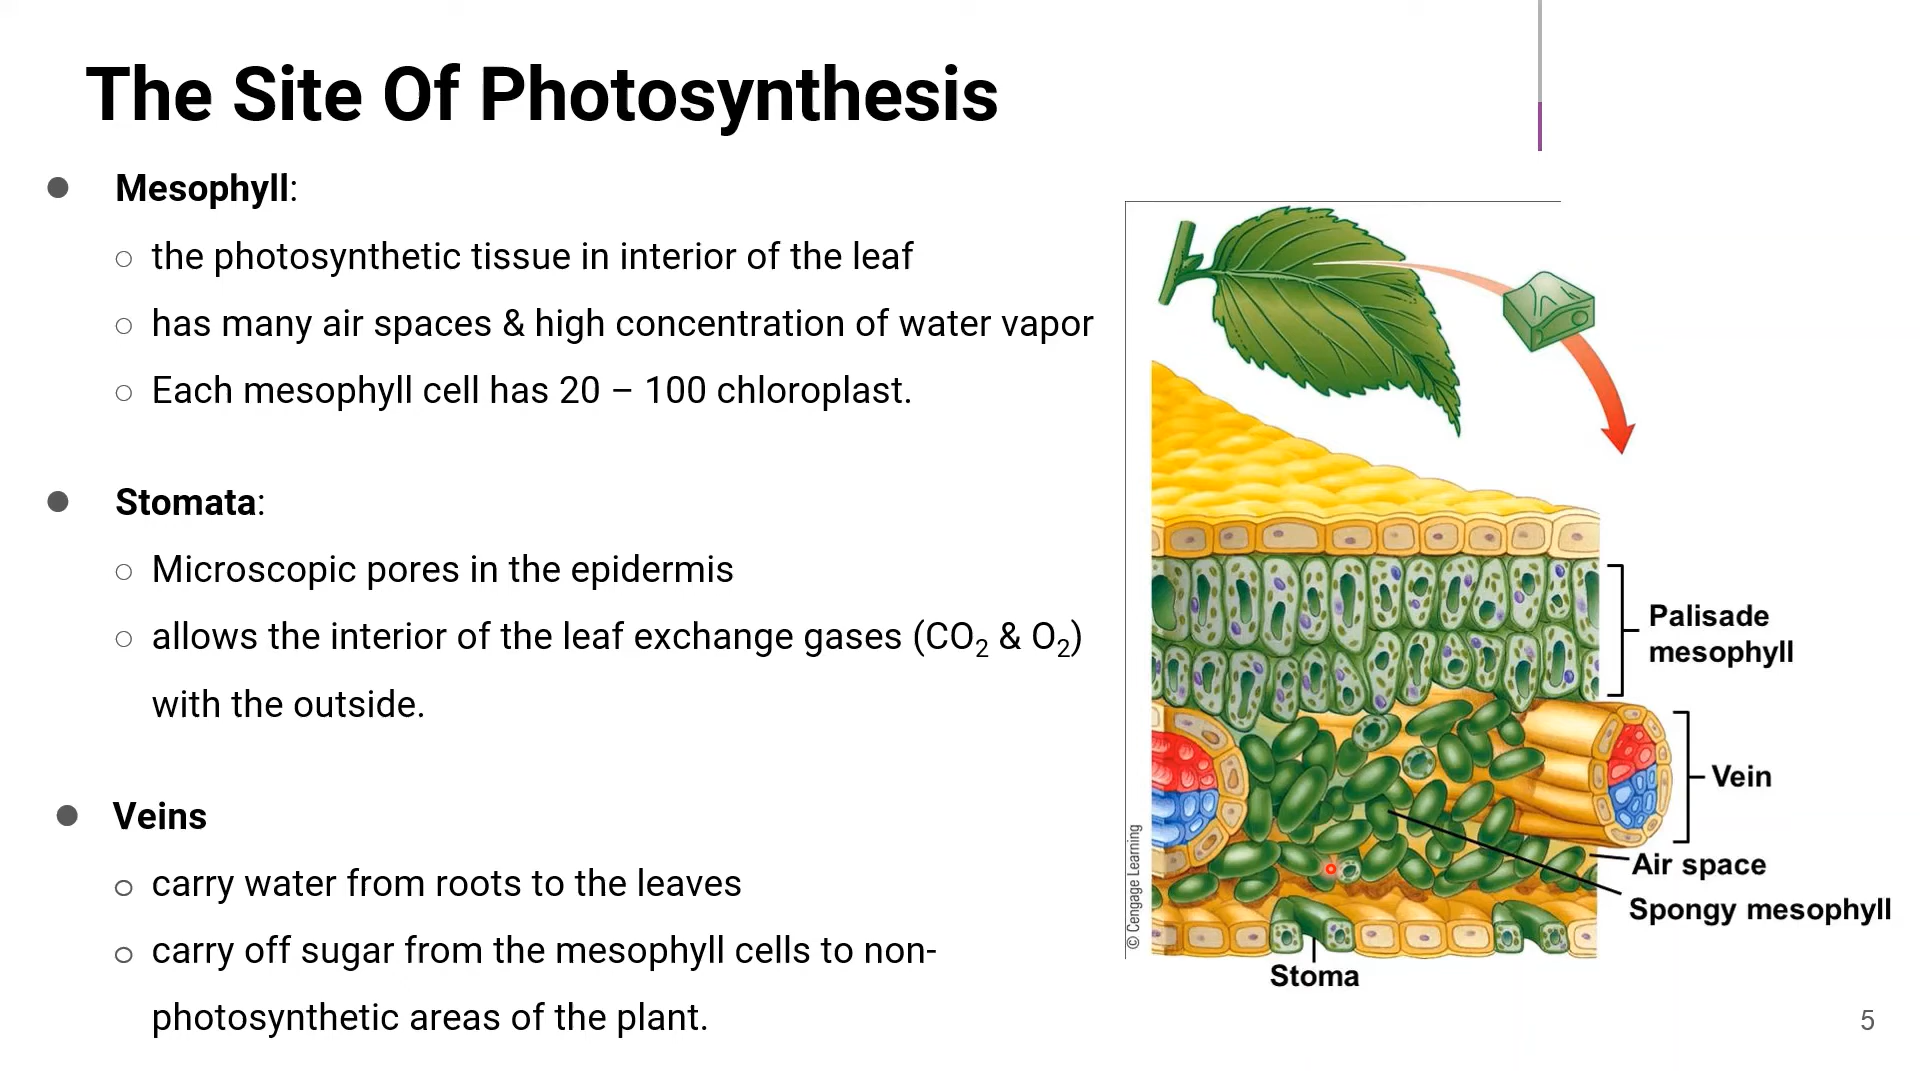 The Site Of Photosynthesis
● Mesophyll:
○ the photosynthetic tissue in interior of the leaf
○ has many air spaces & high concentration of water vapor
○ Each mesophyll cell has 20 – 100 chloroplast.
● Stomata:
○ Microscopic pores in the epidermis
○ allows the interior of the leaf exchange gases (CO₂ & O₂)
with the outside.
● Veins
○ carry water from roots to the leaves
○ carry off sugar from the mesophyll cells to non-
photosynthetic areas of the plant.
Palisade
mesophyll
Vein
Air space
Spongy mesophyll
Stoma
© Cengage Learning
5